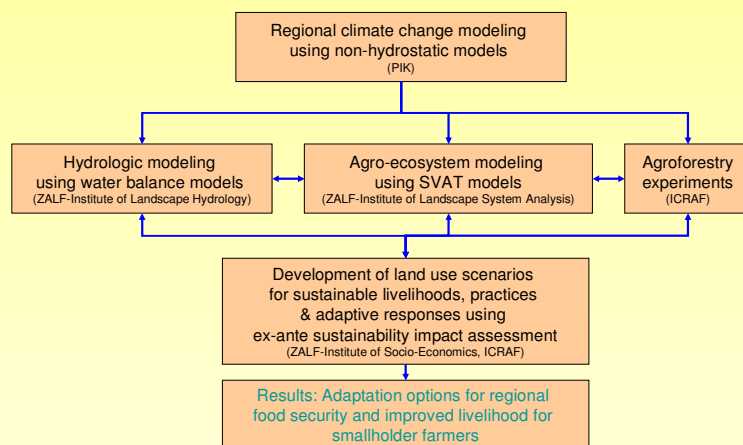 Regional climate change modeling
using non-hydrostatic models
(PIK)
Hydrologic modeling
using water balance models
(ZALF-Institute of Landscape Hydrology)
Agro-ecosystem modeling
using SVAT models
(ZALF-Institute of Landscape System Analysis)
Agroforestry
experiments
(ICRAF)
Development of land use scenarios
for sustainable livelihoods, practices
& adaptive responses using
ex-ante sustainability impact assessment
(ZALF-Institute of Socio-Economics, ICRAF)
Results: Adaptation options for regional
food security and improved livelihood for
smallholder farmers